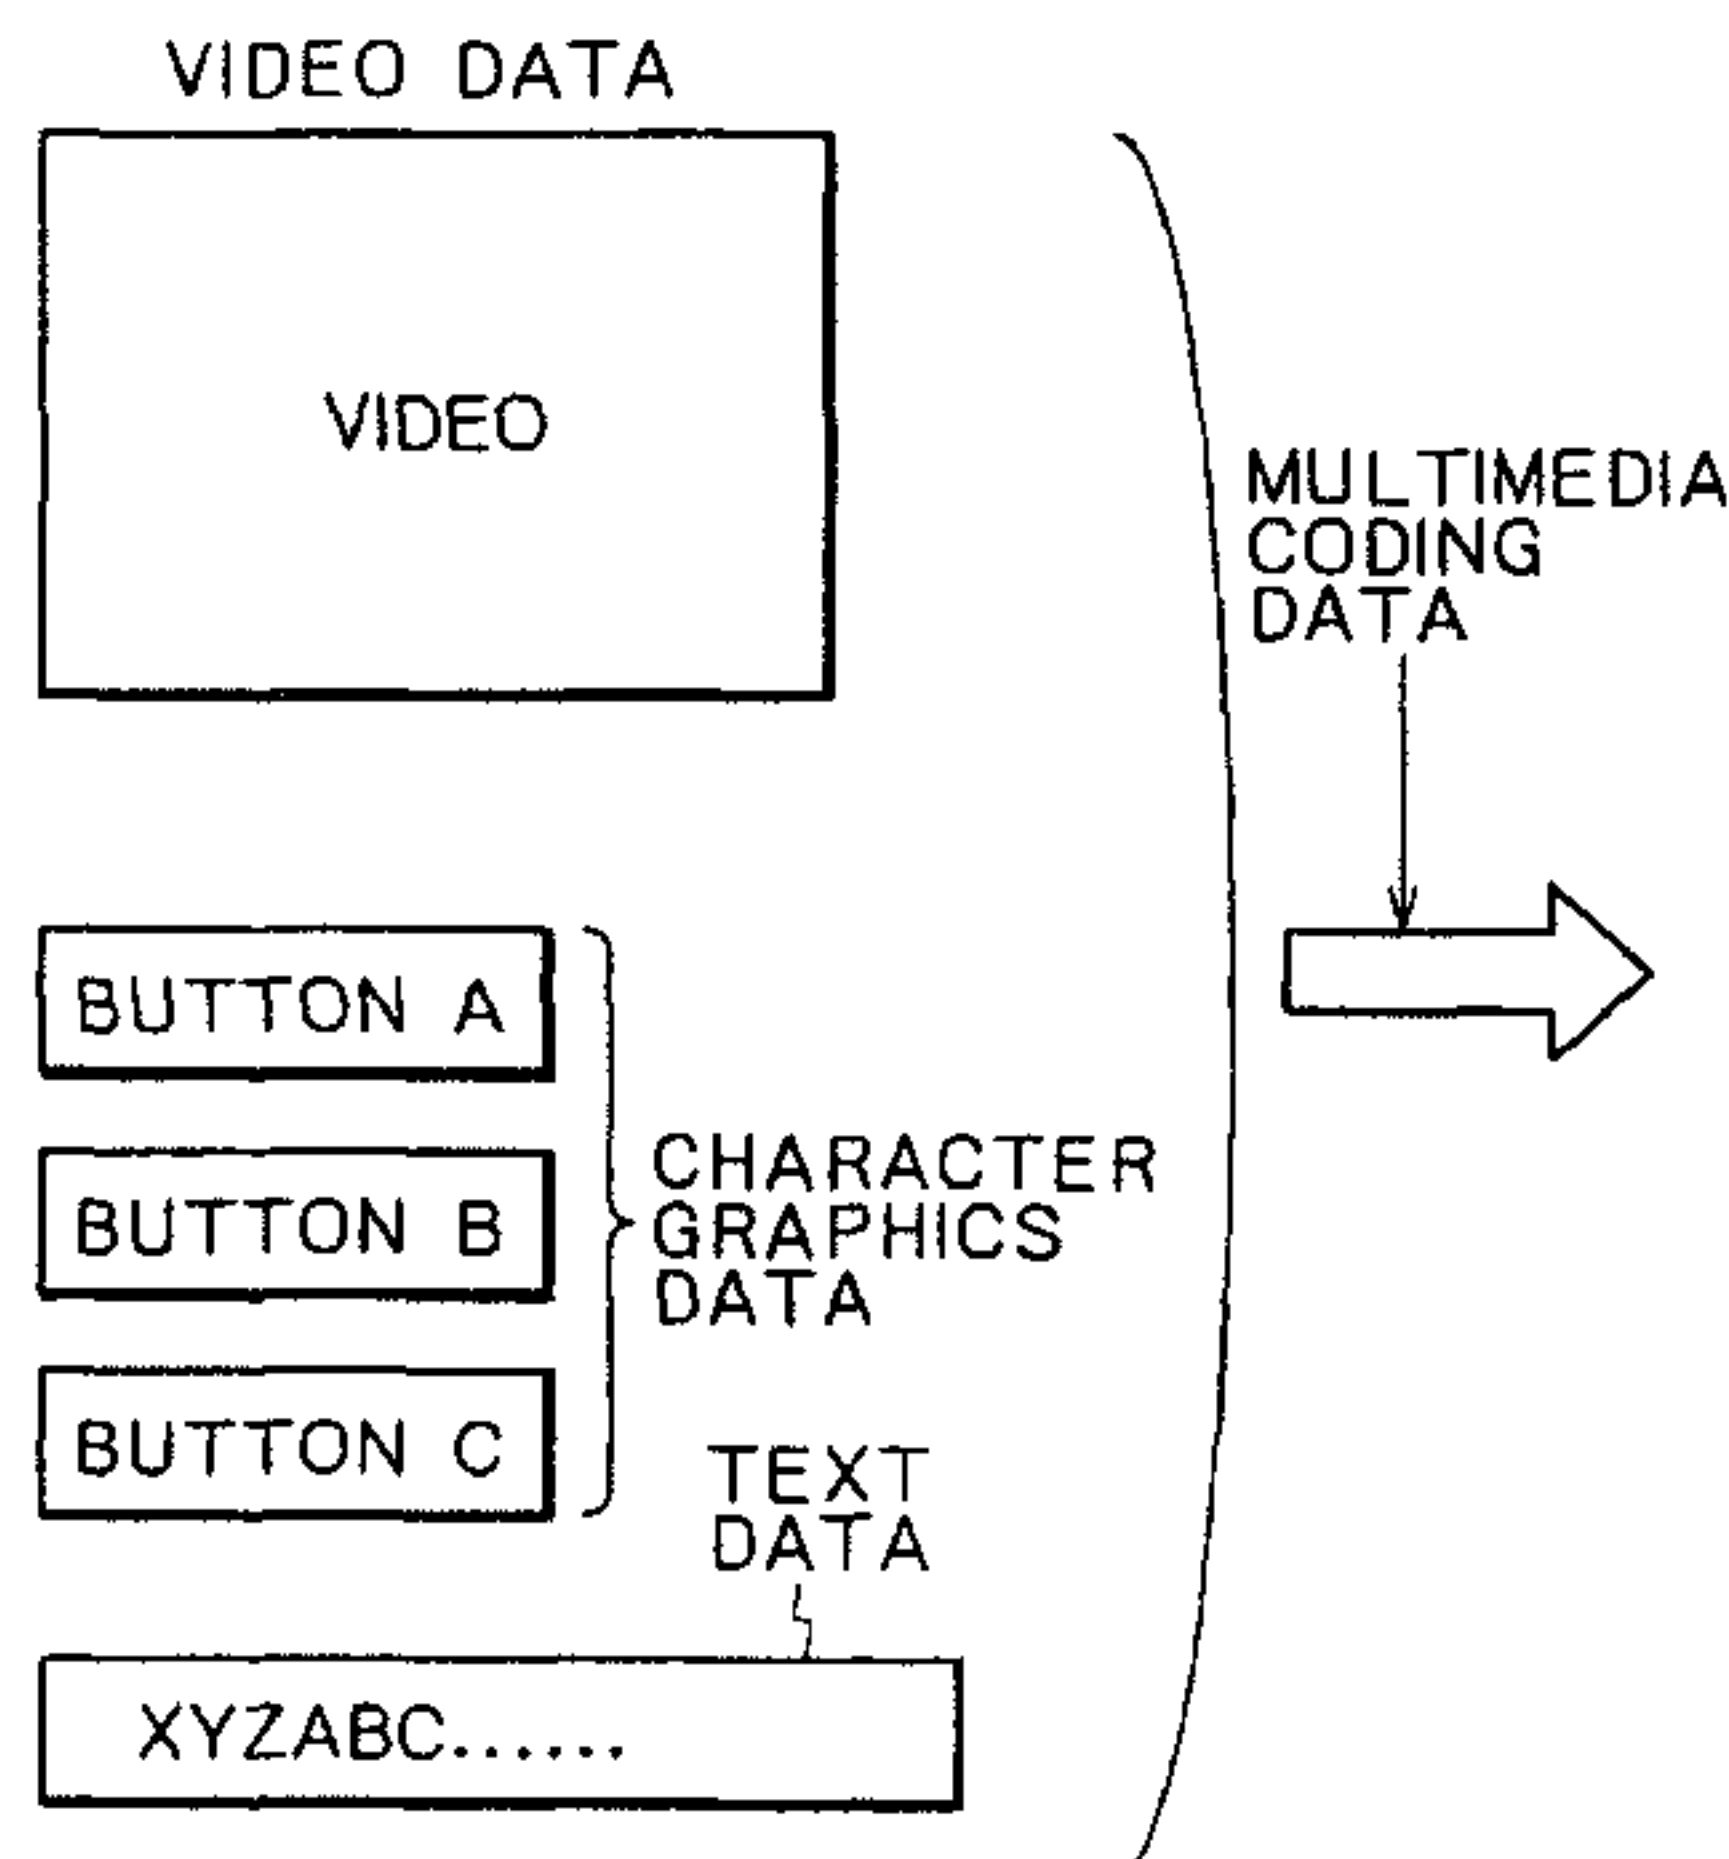 VIDEO DATA
VIDEO
MULTIMEDIA
CODING
DATA
BUTTON A
BUTTON B
BUTTON C
CHARACTER
GRAPHICS
DATA
TEXT
DATA
XYZABC......